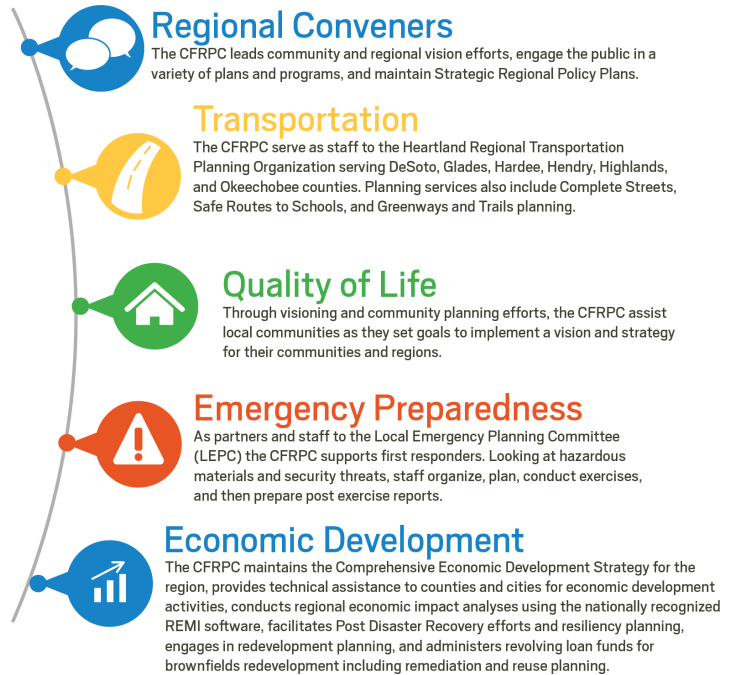 Regional Conveners
The CFRPC leads community and regional vision efforts, engage the public in a
variety of plans and programs, and maintain Strategic Regional Policy Plans.
Transportation
The CFRPC serve as staff to the Heartland Regional Transportation
Planning Organization serving DeSoto, Glades, Hardee, Hendry, Highlands,
and Okeechobee counties. Planning services also include Complete Streets,
Safe Routes to Schools, and Greenways and Trails planning.
Quality of Life
Through visioning and community planning efforts, the CFRPC assist
local communities as they set goals to implement a vision and strategy
for their communities and regions.
Emergency Preparedness
As partners and staff to the Local Emergency Planning Committee
(LEPC) the CFRPC supports first responders. Looking at hazardous
materials and security threats, staff organize, plan, conduct exercises,
and then prepare post exercise reports.
Economic Development
The CFRPC maintains the Comprehensive Economic Development Strategy for the
region, provides technical assistance to counties and cities for economic development
activities, conducts regional economic impact analyses using the nationally recognized
REMI software, facilitates Post Disaster Recovery efforts and resiliency planning,
engages in redevelopment planning, and administers revolving loan funds for
brownfields redevelopment including remediation and reuse planning.